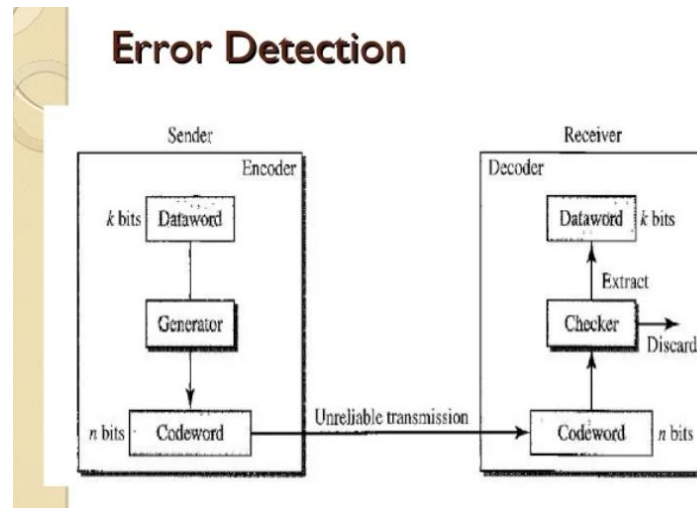 Error Detection
Sender
Encoder
k bits Dataword
Generator
n bits Codeword
Unreliable transmission
Receiver
Decoder
Dataword k bits
Extract
Checker
Discard
Codeword n bits